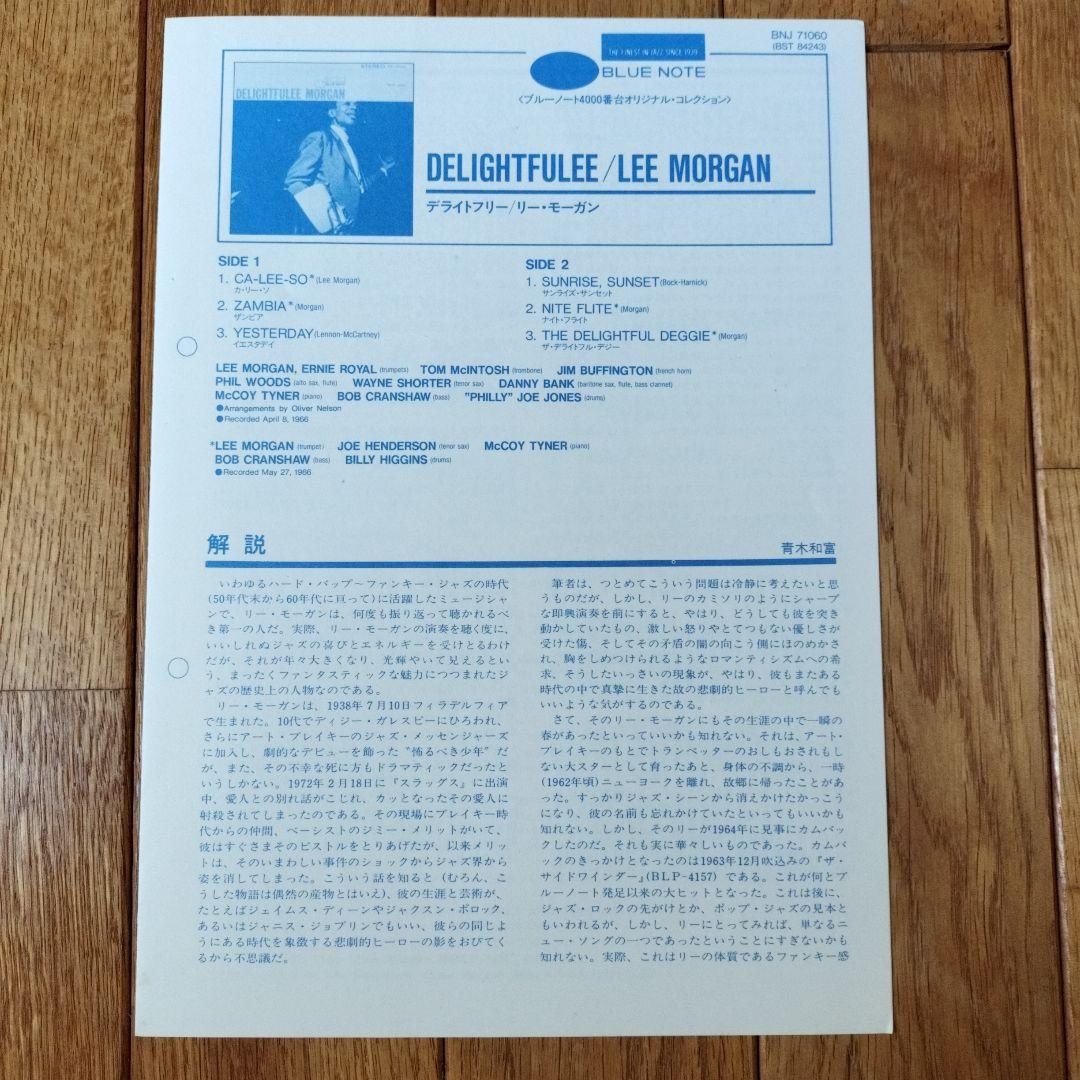 BNJ 71060
(BST 84243)
THE FINEST IN JAZZ SINCE 1939
BLUE NOTE
〈ブルーノート4000番台オリジナル・コレクション〉
STEREO
DELIGHTFULEE MORGAN
DELIGHTFULEE/LEE MORGAN
デライトフリー/リー・モーガン
SIDE 1
1. CA-LEE-SO*(Lee Morgan)
カ・リー・ソ
2. ZAMBIA*(Morgan)
ザンビア
3. YESTERDAY(Lennon-McCartney)
イエスタデイ
SIDE 2
1. SUNRISE, SUNSET(Bock-Harnick)
サンライズ・サンセット
2. NITE FLITE*(Morgan)
ナイト・フライト
3. THE DELIGHTFUL DEGGIE*(Morgan)
ザ・デライトフル・デジー
LEE MORGAN, ERNIE ROYAL(trumpets) TOM McINTOSH(trombone) JIM BUFFINGTON(french horn)
PHIL WOODS(alto sax, flute) WAYNE SHORTER(tenor sax) DANNY BANK(baritone sax, flute, bass clarinet)
McCOY TYNER(piano) BOB CRANSHAW(bass) "PHILLY" JOE JONES(drums)
●Arrangements by Oliver Nelson
●Recorded April 8, 1966
*LEE MORGAN(trumpet) JOE HENDERSON(tenor sax) McCOY TYNER(piano)
BOB CRANSHAW(bass) BILLY HIGGINS(drums)
●Recorded May 27, 1966
解説
青木和富
いわゆるハード・バップ〜ファンキー・ジャズの時代
(50年代末から60年代に亘って)に活躍したミュージシャ
ンで、リー・モーガンは、何度も振り返って聴かれるべ
き第一の人だ。実際、リー・モーガンの演奏を聴く度に、
いいしれぬジャズの喜びとエネルギーを受けとるわけ
だが、それが年々大きくなり、光輝やいて見えるとい
う、まったくファンタスティックな魅力につつまれたジ
ャズの歴史上の人物なのである。
リー・モーガンは、1938年7月10日フィラデルフィア
で生まれた。10代でディジー・ガレスピーにひろわれ、
さらにアート・ブレイキーのジャズ・メッセンジャーズ
に加入し、劇的なデビューを飾った“怖るべき少年”だ
が、また、その不幸な死に方もドラマティックだったと
いうしかない。1972年2月18日に『スラッグス』に出演
中、愛人との別れ話がこじれ、カッとなったその愛人に
射殺されてしまったのである。その現場にブレイキー時
代からの仲間、ベーシストのジミー・メリットがいて、
彼はすぐさまそのピストルをとりあげたが、以来メリッ
トは、そのいまわしい事件のショックからジャズ界から
姿を消してしまった。こういう話を知ると(むろん、こ
うした物語は偶然の産物とはいえ)、彼の生涯と芸術が、
たとえばジェイムス・ディーンやジャクスン・ポロック、
あるいはジャニス・ジョプリンでもいい、彼らの同じよ
うにある時代を象徴する悲劇的ヒーローの影をおびてく
るから不思議だ。
筆者は、つとめてこういう問題は冷静に考えたいと思
うものだが、しかし、リーのカミソリのようにシャープ
な即興演奏を前にすると、やはり、どうしても彼を突き
動かしていたもの、激しい怒りやとてつもない優しさが
受けた傷、そしてその矛盾の闇の向こう側にほのめかさ
れ、胸をしめつけられるようなロマンティシズムへの希
求、そうしたいっさいの現象が、やはり、彼もまたある
時代の中で真摯に生きた故の悲劇的ヒーローと呼んでも
いいような気がするのである。
さて、そのリー・モーガンにもその生涯の中で一瞬の
春があったといっていいかも知れない。それは、アート・
ブレイキーのもとでトランペッターのおしもおされもし
ない大スターとして育ったあと、身体の不調から、一時
(1962年頃)ニューヨークを離れ、故郷に帰ったことがあ
った。すっかりジャズ・シーンから消えかけたかっこう
になり、彼の名前も忘れかけていたといってもいいかも
知れない。しかし、そのリーが1964年に見事にカムバッ
クしたのだ。それも実に華々しいものであった。カムバ
ックのきっかけとなったのは1963年12月吹込みの『ザ・
サイドワインダー』(BLP-4157)である。これが何とブ
ルーノート発足以来の大ヒットとなった。これは後に、
ジャズ・ロックの先がけとか、ポップ・ジャズの見本と
もいわれるが、しかし、リーにとってみれば、単なるニ
ュー・ソングの一つであったということにすぎないかも
知れない。実際、これはリーの体質であるファンキー感